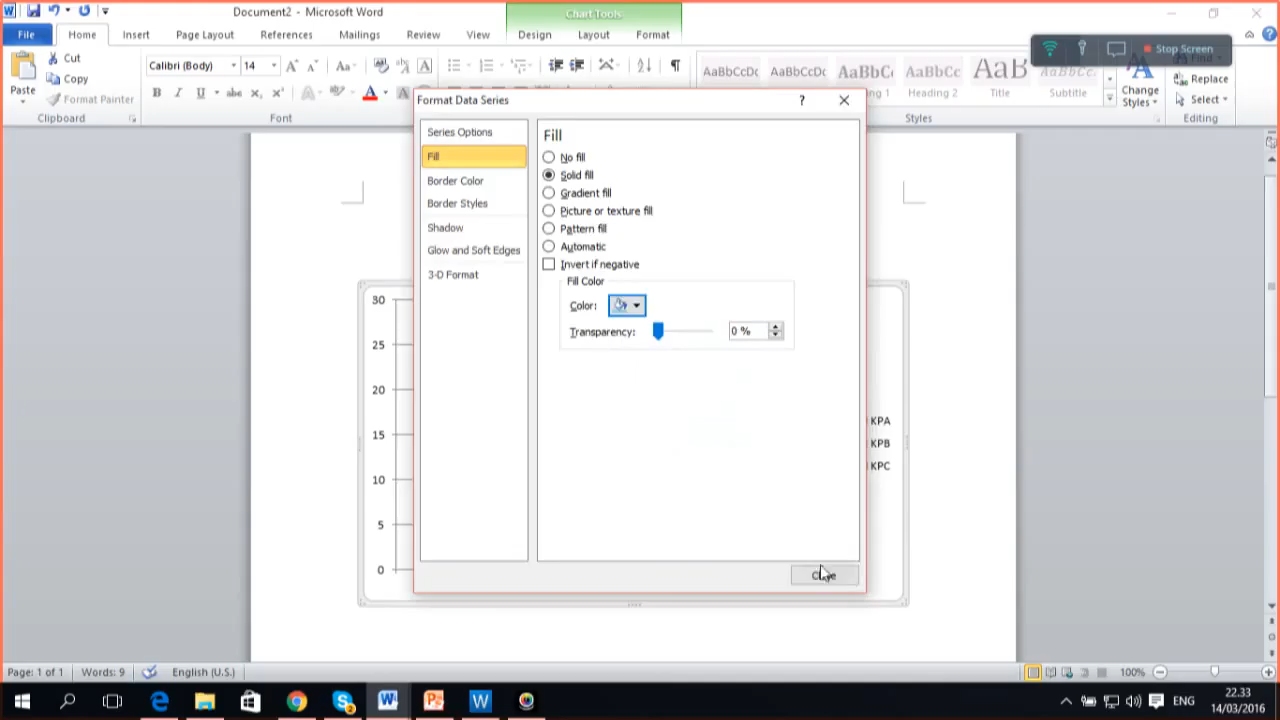 Document2 - Microsoft Word
Chart Tools
File Home Insert Page Layout References Mailings Review View Design Layout Format
Stop Screen
Cut
Copy
Format Painter
Paste
Clipboard
Calibri (Body) 14
Font
AaBbCcDc AaBbCcDc AaBbC AaBbCc AaB AaBbCc.
Heading 2 Title Subtitle
Change
Styles
Styles
Replace
Select
Editing
Format Data Series
Series Options
Fill
Border Color
Border Styles
Shadow
Glow and Soft Edges
3-D Format
Fill
No fill
Solid fill
Gradient fill
Picture or texture fill
Pattern fill
Automatic
Invert if negative
Fill Color
Color:
Transparency: 0 %
30
25
20
15
10
5
0
KPA
KPB
KPC
Page: 1 of 1 Words: 9 English (U.S.) 100%
ENG
22.33
14/03/2016